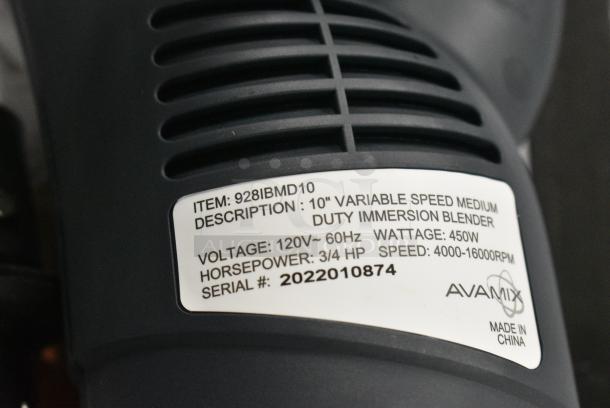 ITEM: 928IBMD10
DESCRIPTION : 10" VARIABLE SPEED MEDIUM
DUTY IMMERSION BLENDER
VOLTAGE: 120V~ 60Hz WATTAGE: 450W
HORSEPOWER: 3/4 HP SPEED: 4000-16000RPM
SERIAL #: 2022010874
AVAMIX
MADE IN
CHINA